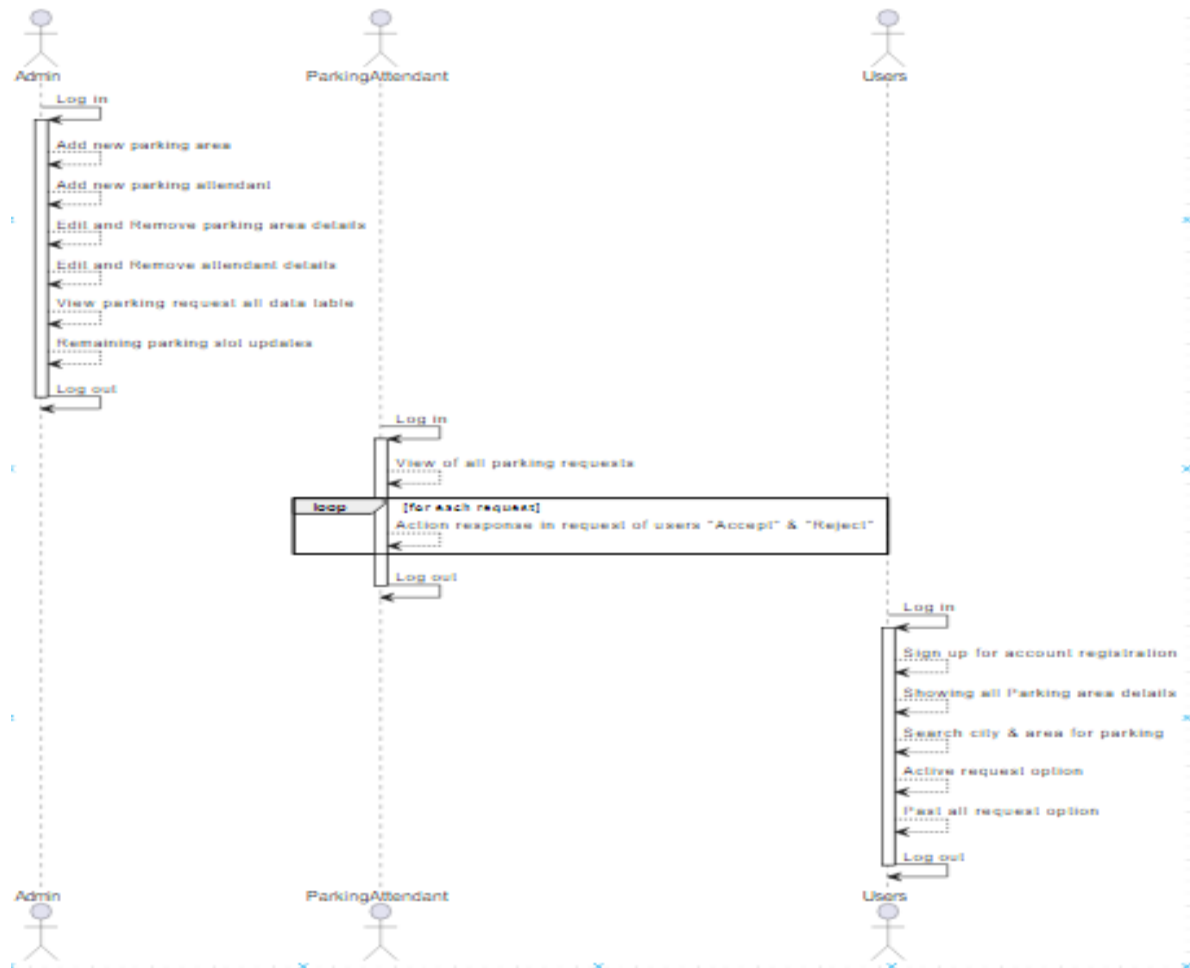 Admin
ParkingAttendant
Users
Log in
Add new parking area
Add new parking attendant
Edit and Remove parking area details
Edit and Remove attendant details
View parking request all data table
Remaining parking slot updates
Log out
Log in
View of all parking requests
loop
[for each request]
Action response in request of users "Accept" & "Reject"
Log out
Log in
Sign up for account registration
Showing all Parking area details
Search city & area for parking
Active request option
Past all request option
Log out
Admin
ParkingAttendant
Users